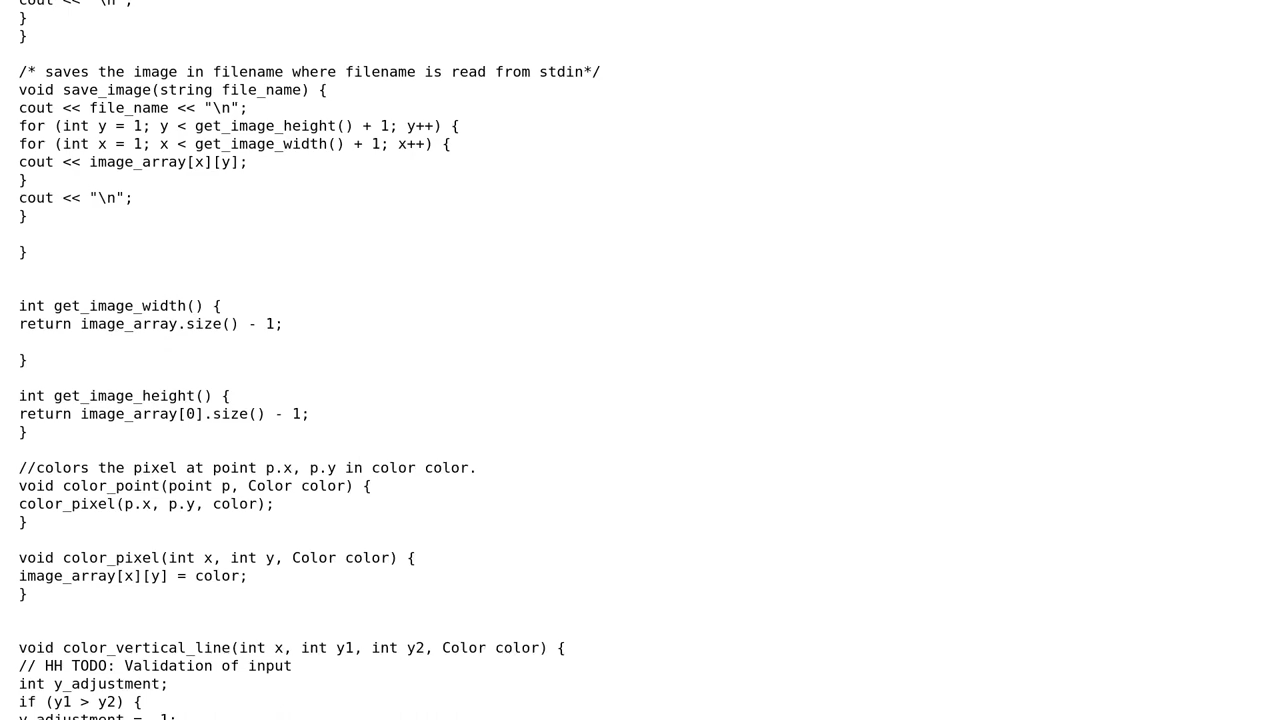 cout << "\n";
}
}
/* saves the image in filename where filename is read from stdin*/
void save_image(string file_name) {
cout << file_name << "\n";
for (int y = 1; y < get_image_height() + 1; y++) {
for (int x = 1; x < get_image_width() + 1; x++) {
cout << image_array[x][y];
}
cout << "\n";
}
}
int get_image_width() {
return image_array.size() - 1;
}
int get_image_height() {
return image_array[0].size() - 1;
}
//colors the pixel at point p.x, p.y in color color.
void color_point(point p, Color color) {
color_pixel(p.x, p.y, color);
}
void color_pixel(int x, int y, Color color) {
image_array[x][y] = color;
}
void color_vertical_line(int x, int y1, int y2, Color color) {
// HH TODO: Validation of input
int y_adjustment;
if (y1 > y2) {
y_adjustment = -1;